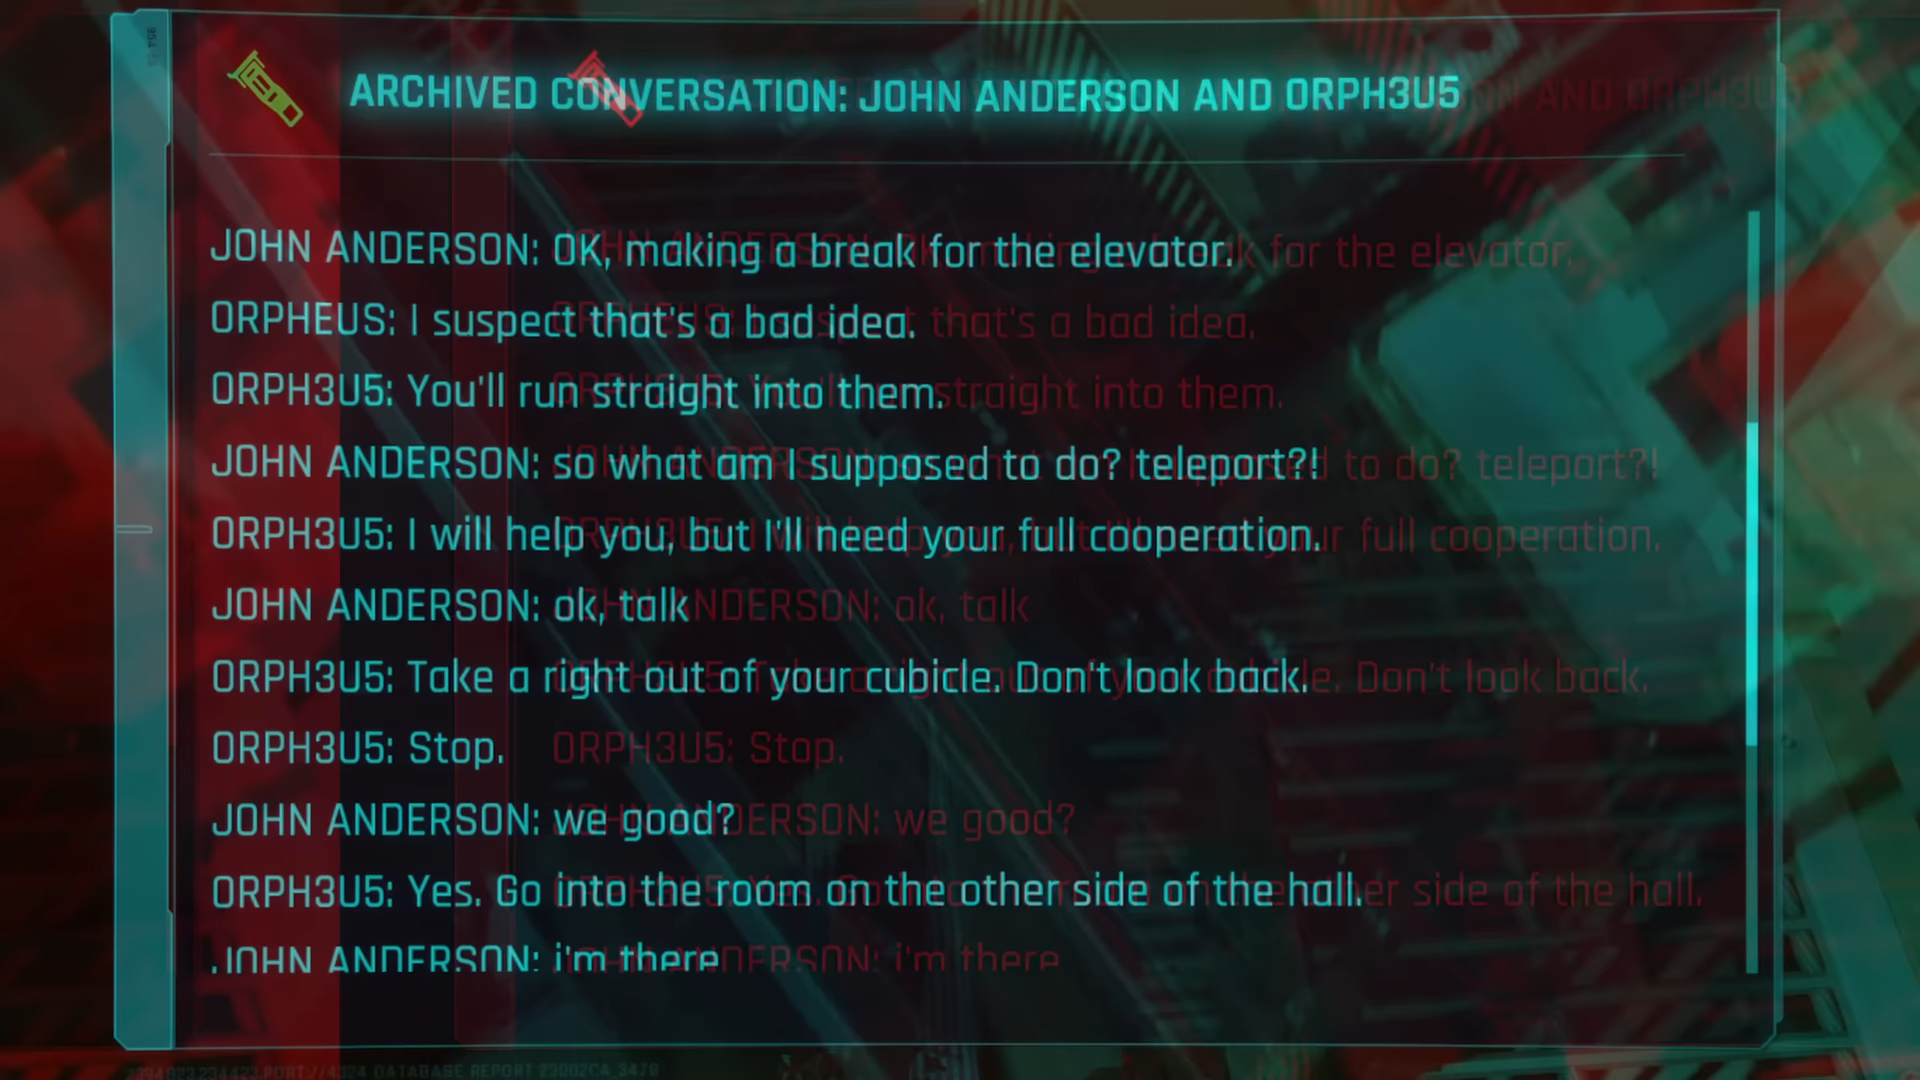 ARCHIVED CONVERSATION: JOHN ANDERSON AND ORPH3U5
JOHN ANDERSON: OK, making a break for the elevator.
ORPHEUS: I suspect that's a bad idea.
ORPH3U5: You'll run straight into them.
JOHN ANDERSON: so what am I supposed to do? teleport?!
ORPH3U5: I will help you, but I'll need your full cooperation.
JOHN ANDERSON: ok, talk
ORPH3U5: Take a right out of your cubicle. Don't look back.
ORPH3U5: Stop.
JOHN ANDERSON: we good?
ORPH3U5: Yes. Go into the room on the other side of the hall.
JOHN ANDERSON: i'm there
DATABASE REPORT